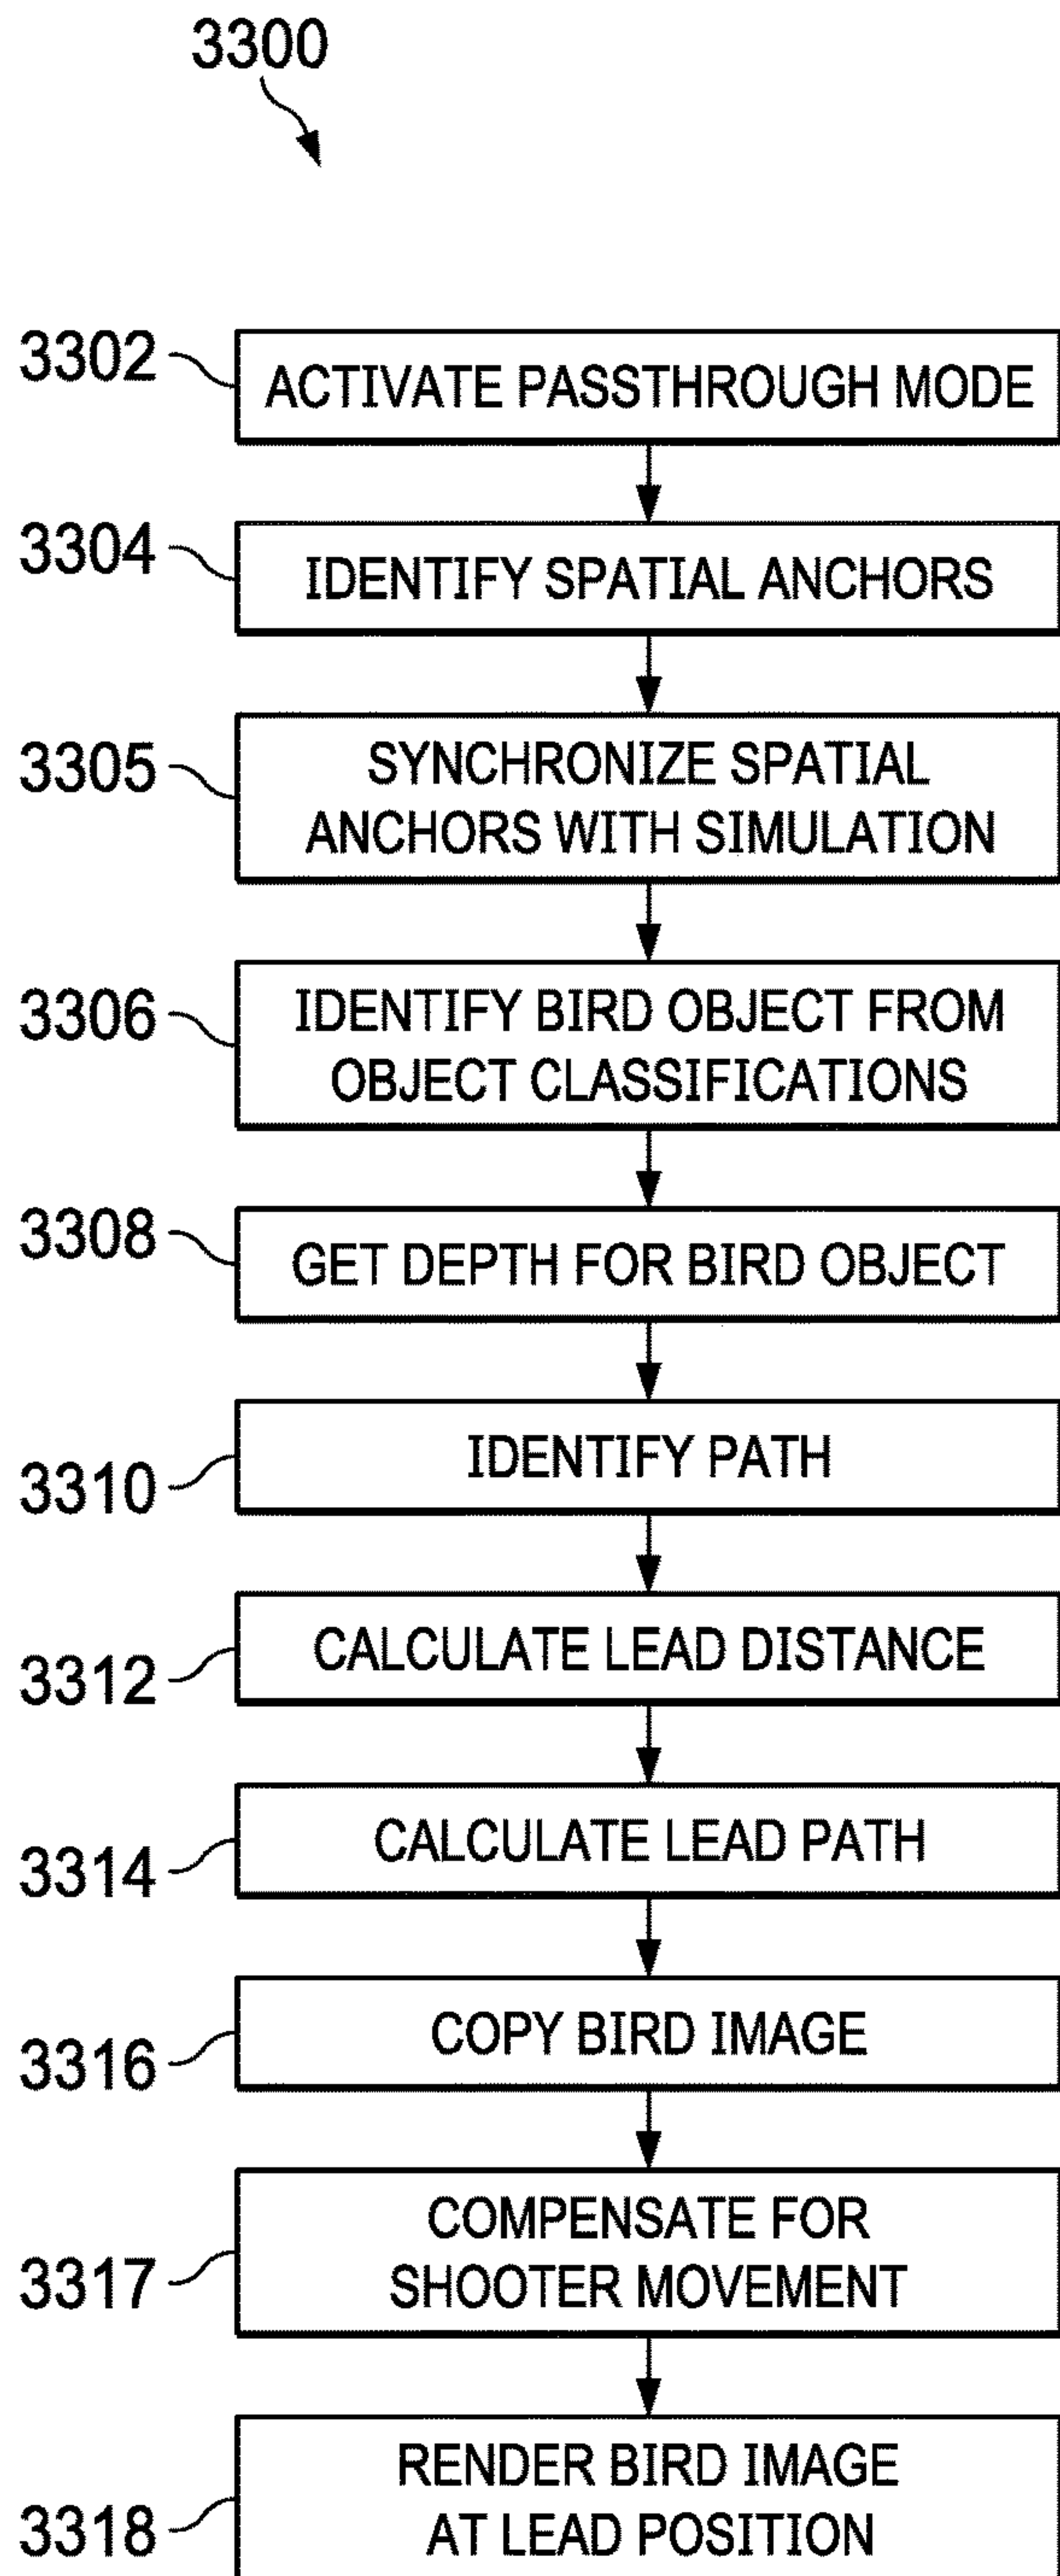 3300
3302
ACTIVATE PASSTHROUGH MODE
3304
IDENTIFY SPATIAL ANCHORS
3305
SYNCHRONIZE SPATIAL
ANCHORS WITH SIMULATION
3306
IDENTIFY BIRD OBJECT FROM
OBJECT CLASSIFICATIONS
3308
GET DEPTH FOR BIRD OBJECT
3310
IDENTIFY PATH
3312
CALCULATE LEAD DISTANCE
3314
CALCULATE LEAD PATH
3316
COPY BIRD IMAGE
3317
COMPENSATE FOR
SHOOTER MOVEMENT
3318
RENDER BIRD IMAGE
AT LEAD POSITION